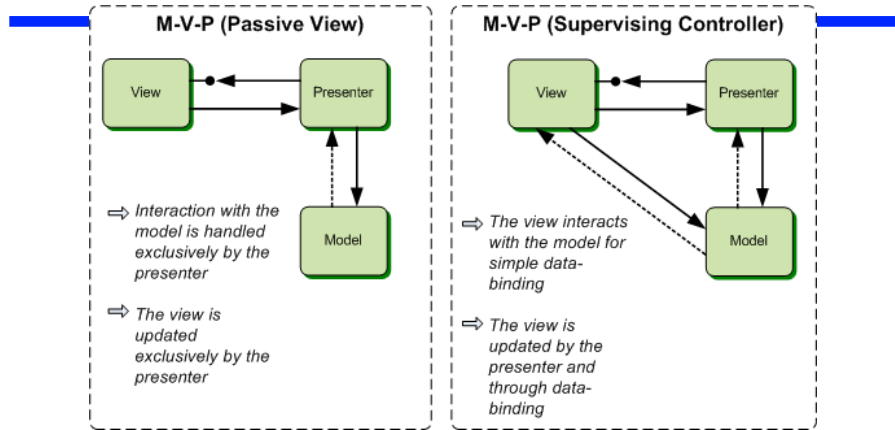 M-V-P (Passive View)
View
Presenter
Model
Interaction with the
model is handled
exclusively by the
presenter
The view is
updated
exclusively by the
presenter
M-V-P (Supervising Controller)
View
Presenter
Model
The view interacts
with the model for
simple data-
binding
The view is
updated by the
presenter and
through data-
binding